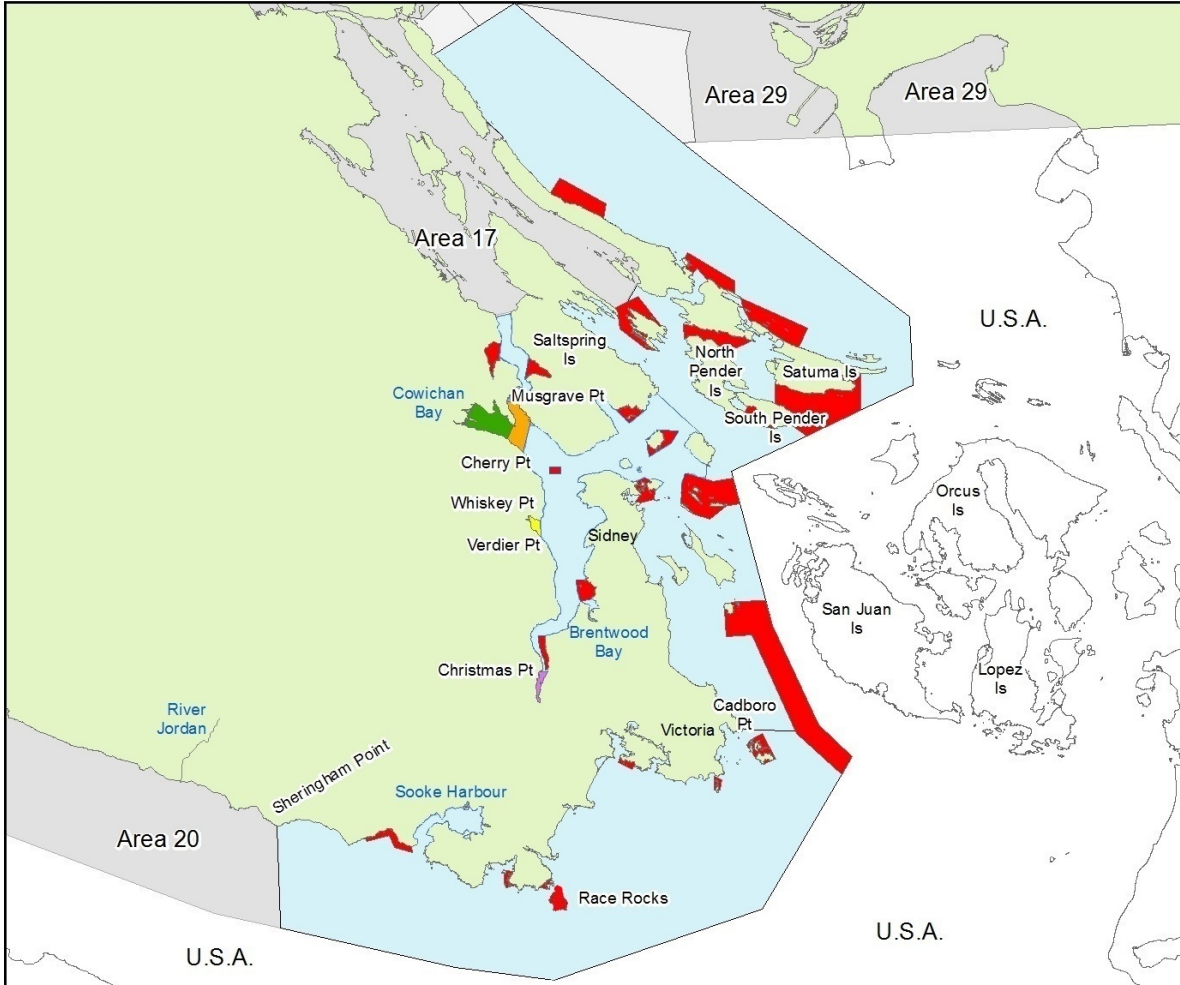 Area 29
Area 29
Area 17
U.S.A.
Saltspring
Is
North
Pender
Is
Satuma Is
Cowichan
Bay
Musgrave Pt
South Pender
Is
Cherry Pt
Orcus
Is
Whiskey Pt
Sidney
Verdier Pt
San Juan
Is
Brentwood
Bay
Christmas Pt
Lopez
Is
River
Jordan
Cadboro
Pt
Victoria
Sheringham Point
Sooke Harbour
Area 20
Race Rocks
U.S.A.
U.S.A.